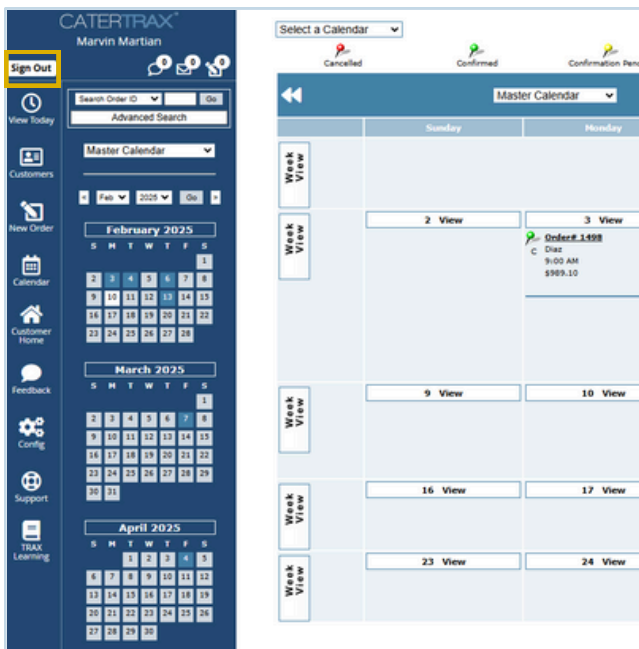 CATERTRAX
Marvin Martian
Sign Out
0 0 0
View Today
Customers
New Order
Calendar
Customer Home
Feedback
Config
Support
TRAX Learning
Search Order ID Go
Advanced Search
Master Calendar
« Feb 2025 Go »
February 2025
S M T W T F S
1
2 3 4 5 6 7 8
9 10 11 12 13 14 15
16 17 18 19 20 21 22
23 24 25 26 27 28
March 2025
S M T W T F S
1
2 3 4 5 6 7 8
9 10 11 12 13 14 15
16 17 18 19 20 21 22
23 24 25 26 27 28 29
30 31
April 2025
S M T W T F S
1 2 3 4 5
6 7 8 9 10 11 12
13 14 15 16 17 18 19
20 21 22 23 24 25 26
27 28 29 30
Select a Calendar
Cancelled Confirmed Confirmation Pen
Master Calendar
Sunday Monday
Week View
Week View
2 View 3 View
Order# 1498
C Diaz
9:00 AM
$989.10
Week View
9 View 10 View
Week View
16 View 17 View
Week View
23 View 24 View